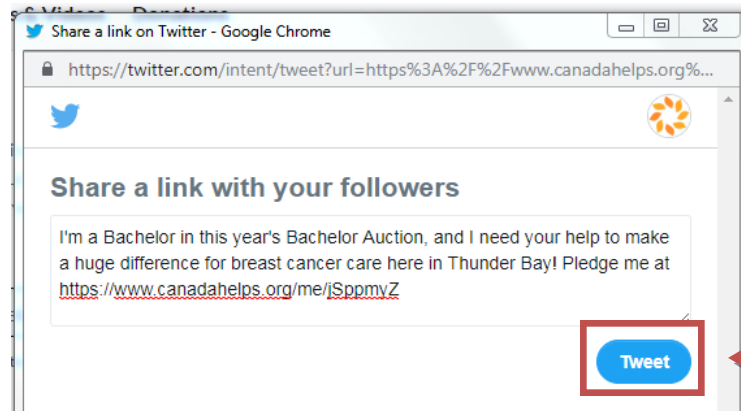 s & Videos Donations
Share a link on Twitter - Google Chrome
https://twitter.com/intent/tweet?url=https%3A%2F%2Fwww.canadahelps.org%...
Share a link with your followers
I'm a Bachelor in this year's Bachelor Auction, and I need your help to make
a huge difference for breast cancer care here in Thunder Bay! Pledge me at
https://www.canadahelps.org/me/jSppmyZ
Tweet